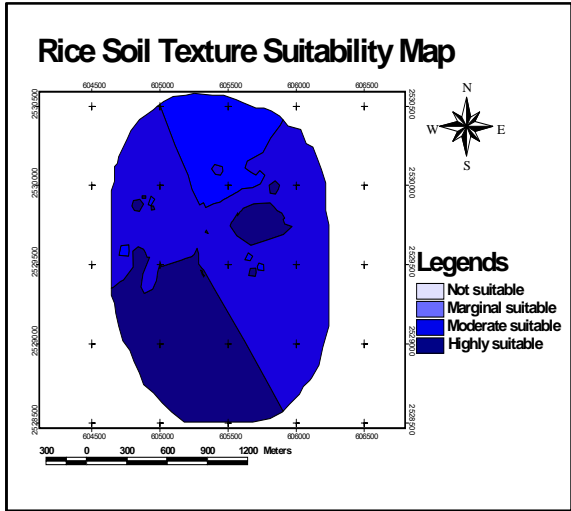 Rice Soil Texture Suitability Map
604500 605000 605500 606000 606500
2530500 2530500
2530000 2530000
2529500 2529500
2529000 2529000
2528500 2528500
604500 605000 605500 606000 606500
N
W E
S
Legends
Not suitable
Marginal suitable
Moderate suitable
Highly suitable
300 0 300 600 900 1200 Meters